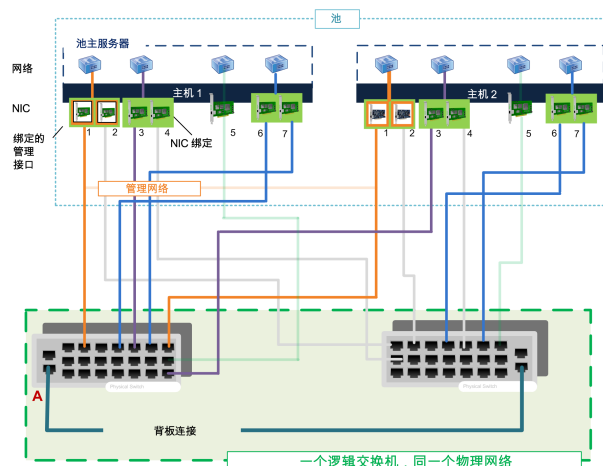 池
池主服务器
网络
主机 1
主机 2
NIC
1
2
3
4
5
6
7
1
2
3
4
5
6
7
绑定的
管理
接口
NIC 绑定
管理网络
Physical Switch
Physical Switch
A
背板连接
一个逻辑交换机，同一个物理网络